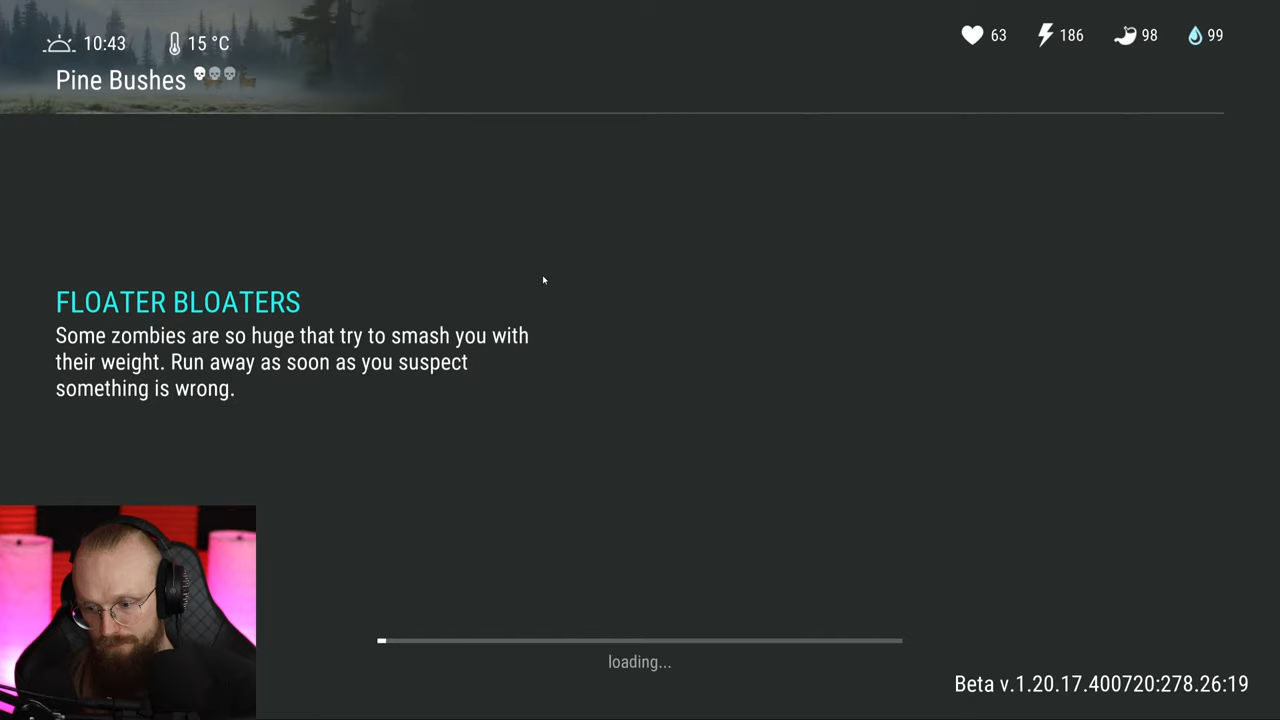 10:43
15 °C
63
186
98
99
Pine Bushes
FLOATER BLOATERS
Some zombies are so huge that try to smash you with
their weight. Run away as soon as you suspect
something is wrong.
loading...
Beta v.1.20.17.400720:278.26:19